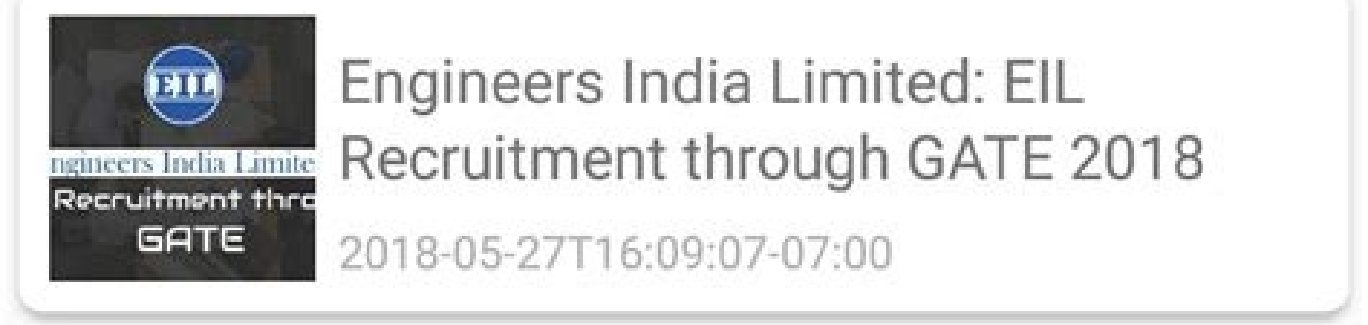 EIL
ngineers India Limite
Recruitment thro
GATE
Engineers India Limited: EIL
Recruitment through GATE 2018
2018-05-27T16:09:07-07:00